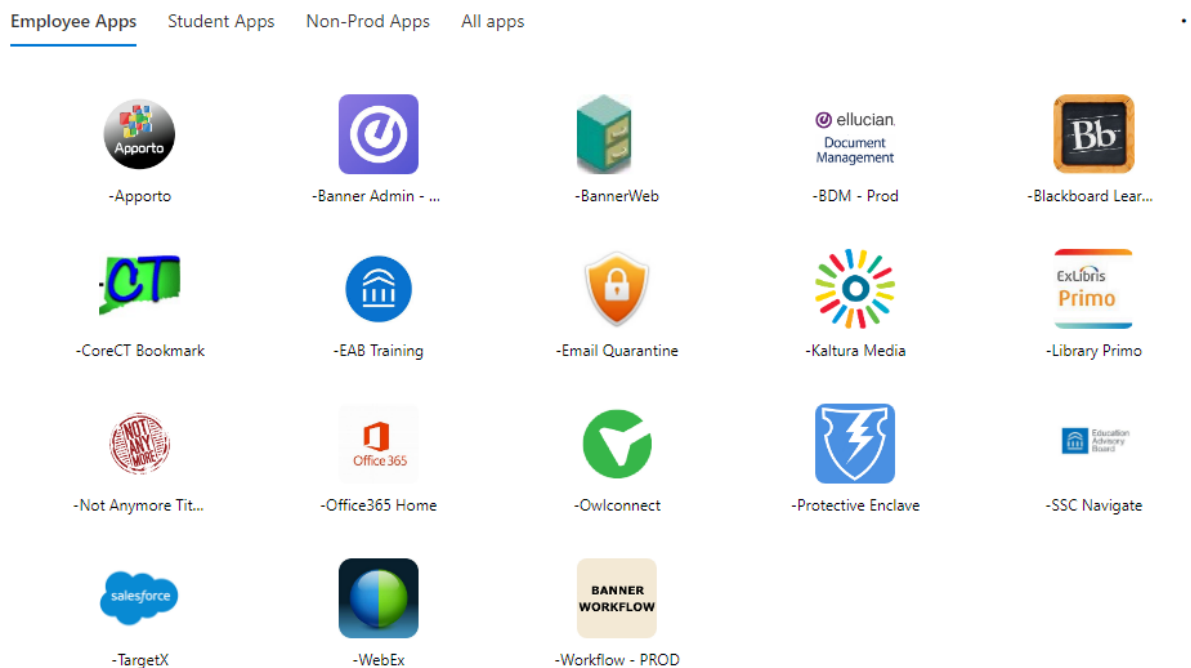 Employee Apps Student Apps Non-Prod Apps All apps
Apporto
ellucian.
Document
Management
Bb
-Apporto -Banner Admin - ... -BannerWeb -BDM - Prod -Blackboard Lear...
CT
ExLibris
Primo
-CoreCT Bookmark -EAB Training -Email Quarantine -Kaltura Media -Library Primo
NOT
ANY
MORE!
Office 365
Education
Advisory
Board
-Not Anymore Tit... -Office365 Home -Owlconnect -Protective Enclave -SSC Navigate
salesforce
BANNER
WORKFLOW
-TargetX -WebEx -Workflow - PROD